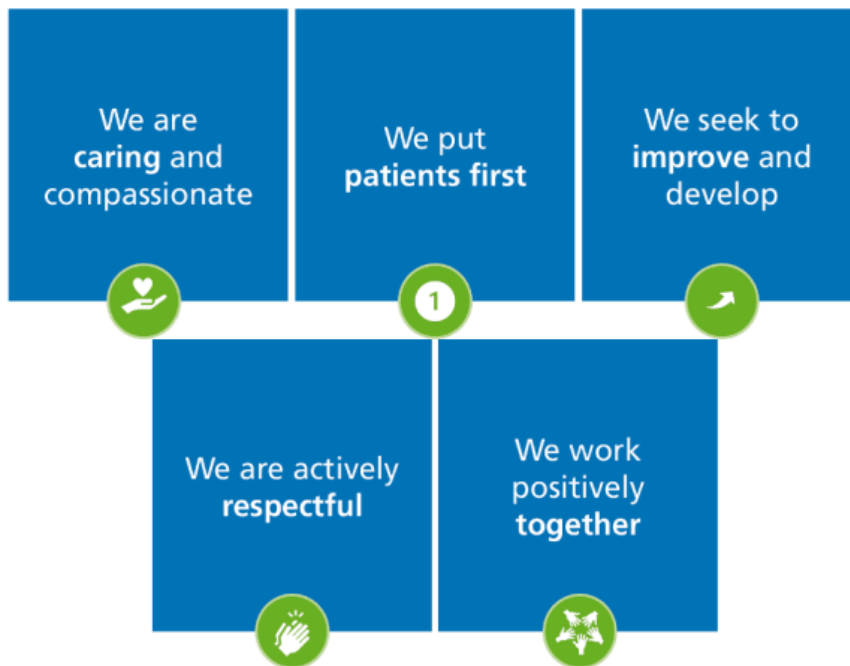 We are
caring and
compassionate
We put
patients first
1
We seek to
improve and
develop
We are actively
respectful
We work
positively
together